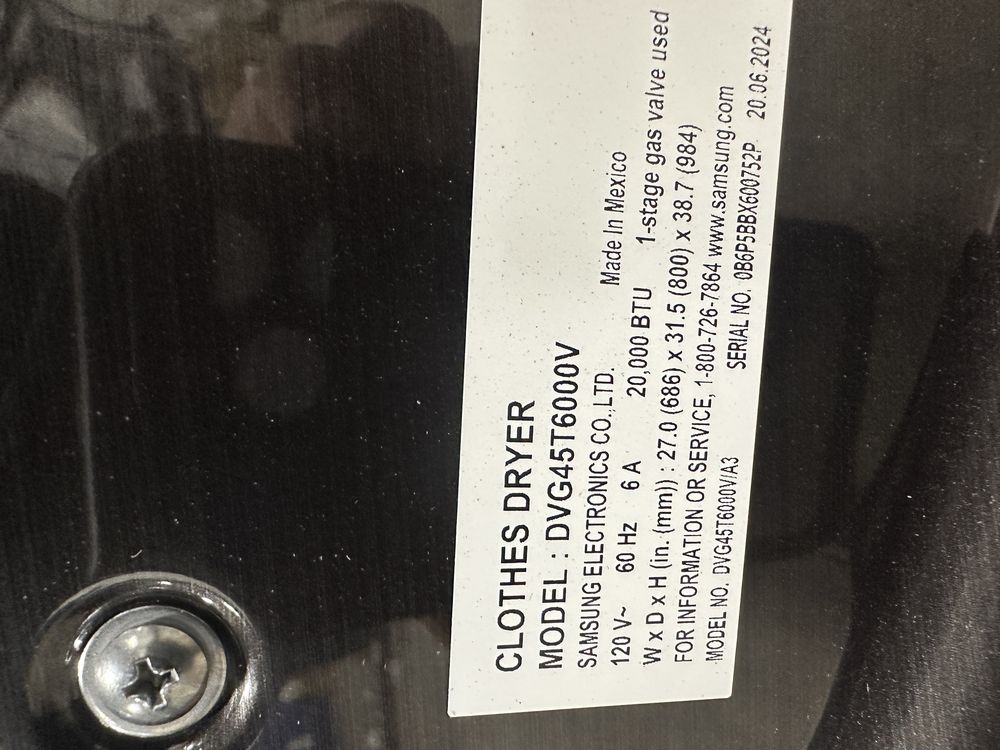 CLOTHES DRYER
MODEL : DVG45T6000V
SAMSUNG ELECTRONICS CO.,LTD. Made In Mexico
120 V~ 60 Hz 6 A 20,000 BTU 1-stage gas valve used
W x D x H (in. (mm)) : 27.0 (686) x 31.5 (800) x 38.7 (984)
FOR INFORMATION OR SERVICE, 1-800-726-7864 www.samsung.com
MODEL NO. DVG45T6000V/A3 SERIAL NO. 0B6P5BBX600752P 20.06.2024